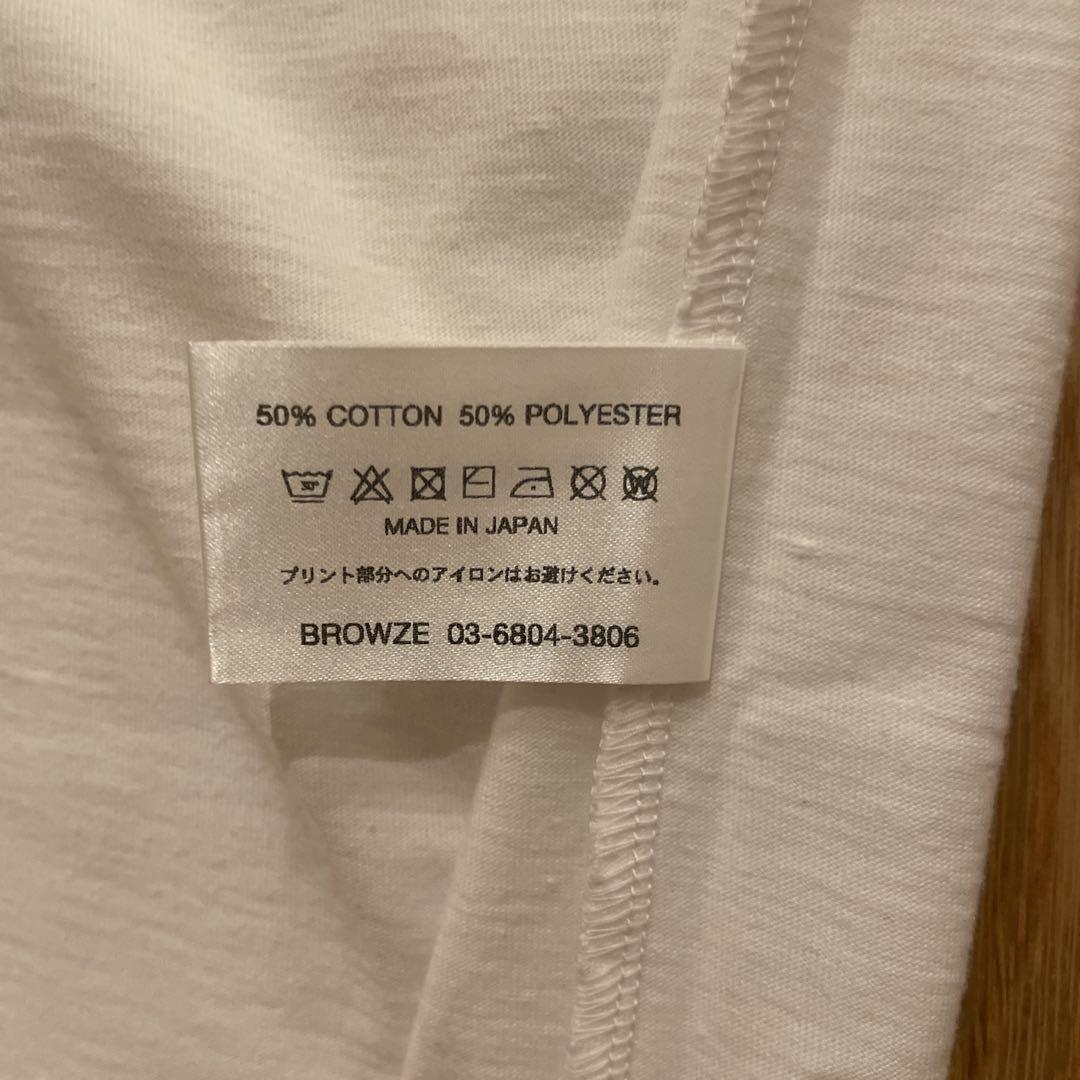 50% COTTON 50% POLYESTER
30°
W
MADE IN JAPAN
プリント部分へのアイロンはお避けください。
BROWZE 03-6804-3806